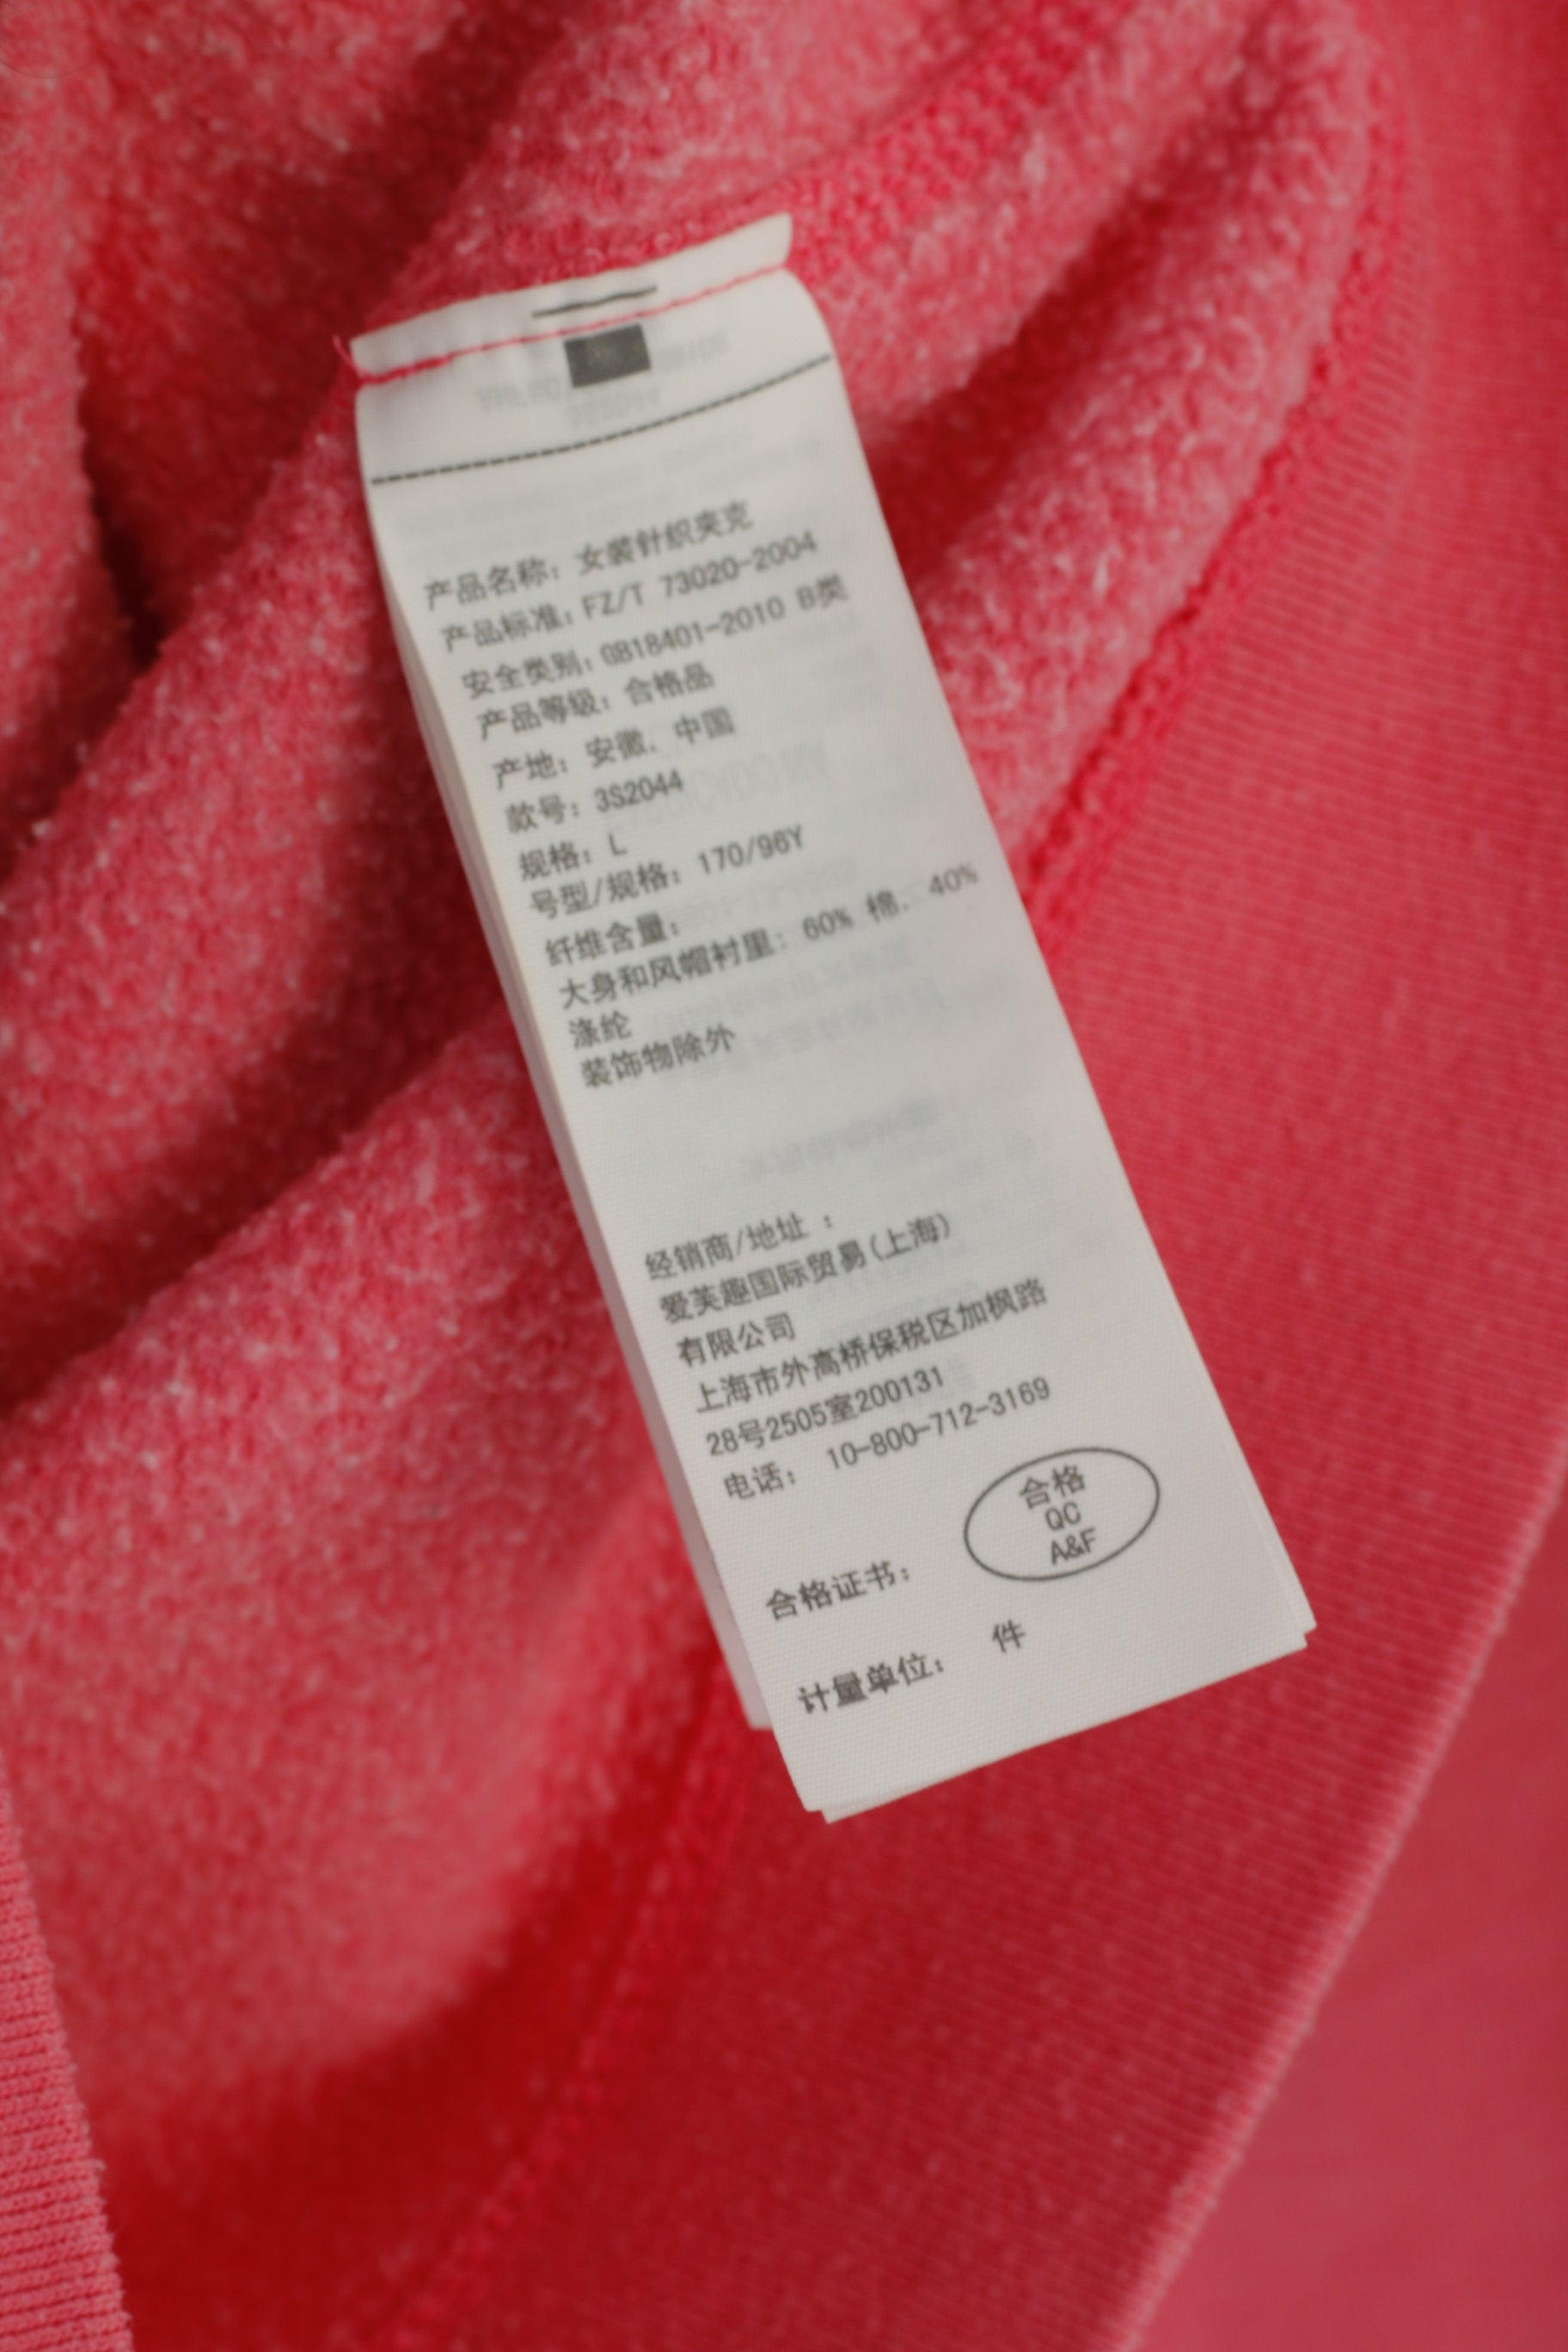 产品名称：女装针织夹克
产品标准：FZ/T 73020-2004
安全类别：GB18401-2010 B类
产品等级：合格品
产地：安徽．中国
款号：3S2044
规格：L
号型/规格：170/96Y
纤维含量：
大身和风帽衬里：60% 棉．40%
涤纶
装饰物除外
经销商/地址 ：
爱芙趣国际贸易(上海)
有限公司
上海市外高桥保税区加枫路
28号2505室200131
电话： 10-800-712-3169
合格
QC
A&F
合格证书：
计量单位： 件